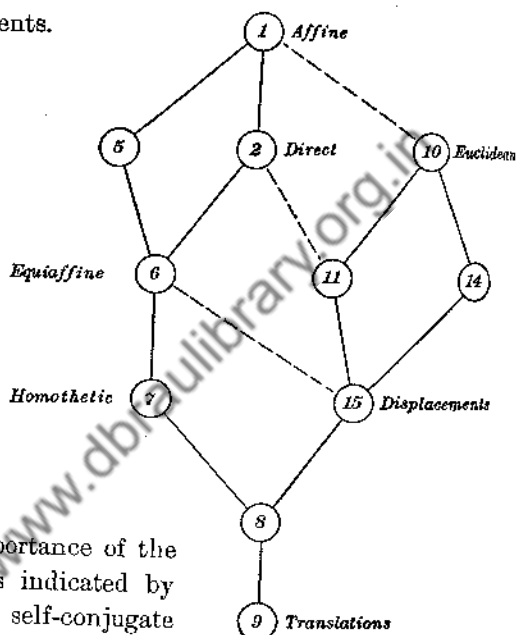 ents.
1 Affine
5
2 Direct
10 Euclidean
Equiaffine 6
11
14
Homothetic 7
15 Displacements
8
portance of the
s indicated by
self-conjugate
9 Translations
www.dbraulibrary.org.in